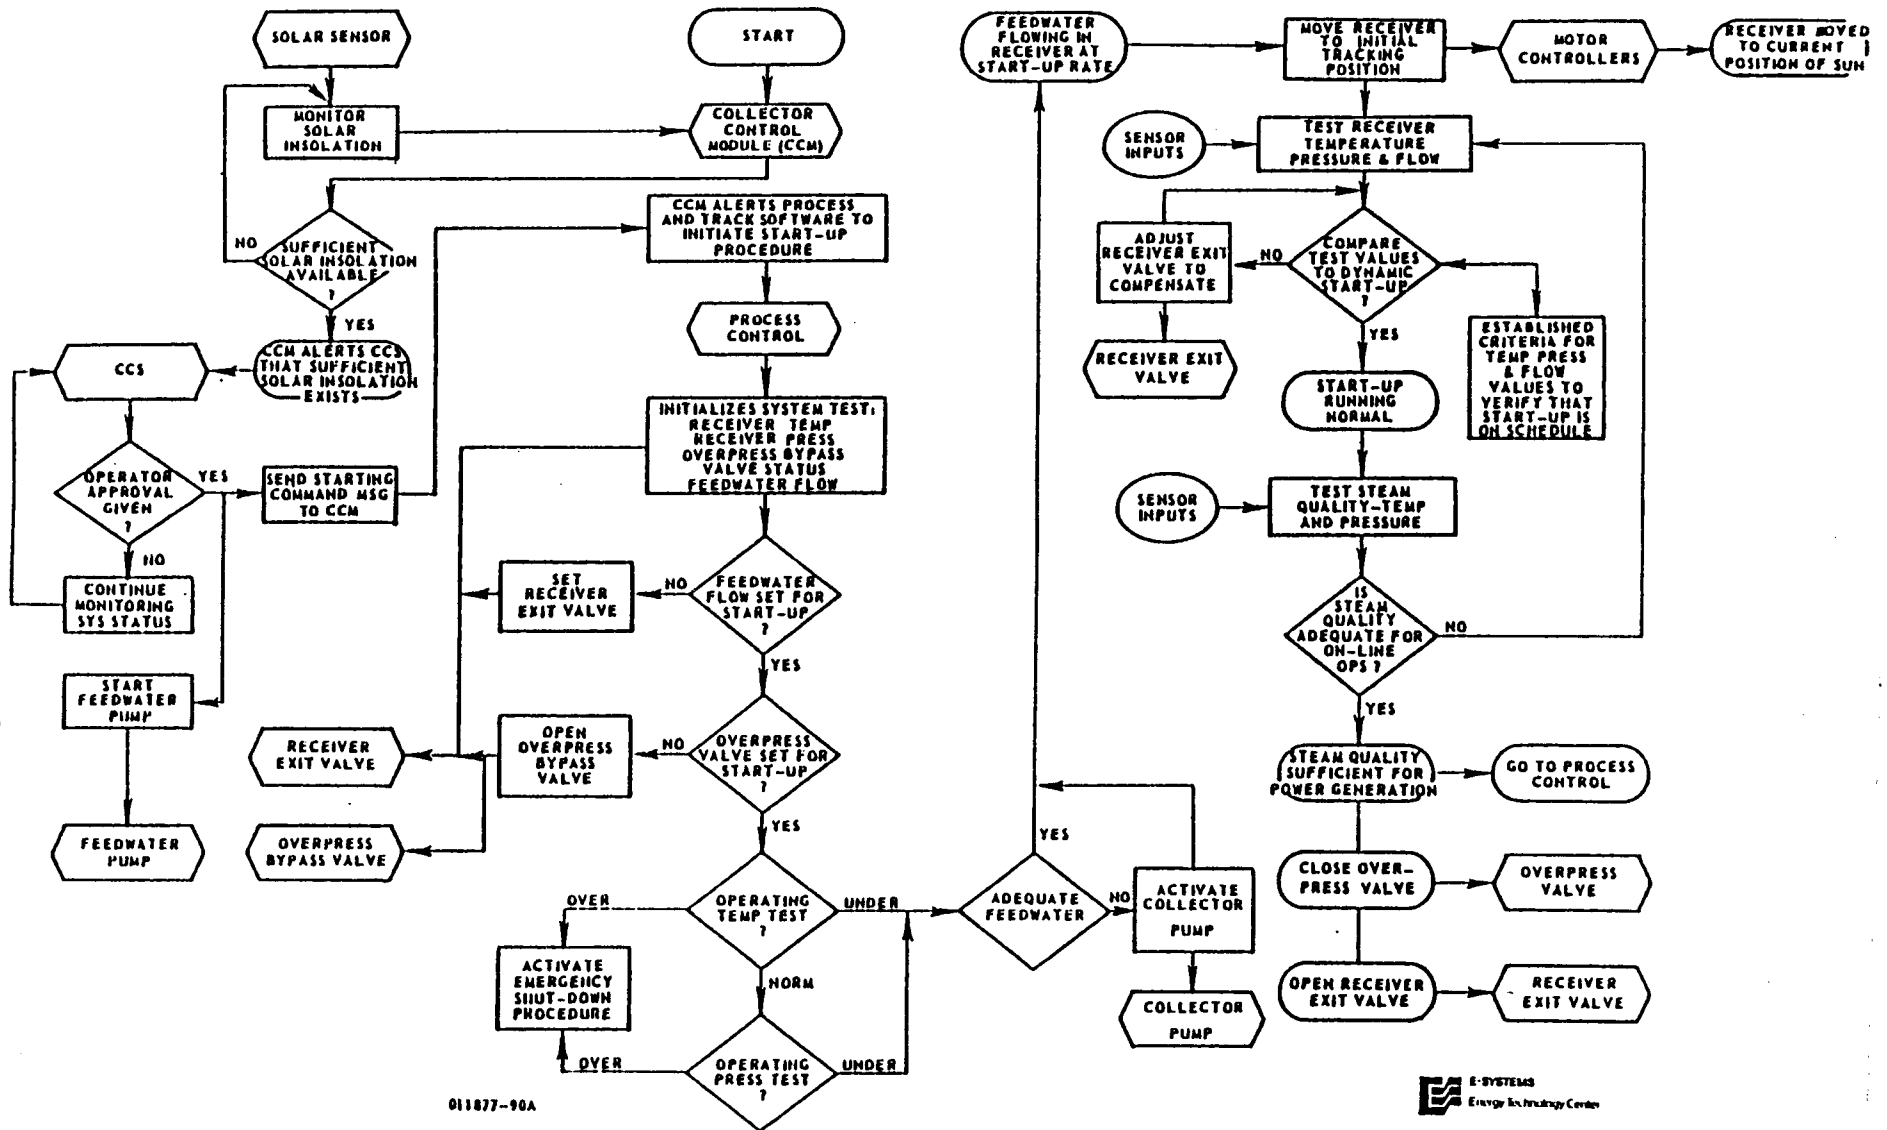 SOLAR SENSOR
MONITOR
SOLAR
INSOLATION
START
COLLECTOR
CONTROL
MODULE (CCM)
NO
SUFFICIENT
SOLAR INSOLATION
AVAILABLE
?
YES
CCM ALERTS CCS
THAT SUFFICIENT
SOLAR INSOLATION
EXISTS
CCS
OPERATOR
APPROVAL
GIVEN
?
YES
NO
CONTINUE
MONITORING
SYS STATUS
SEND STARTING
COMMAND MSG
TO CCM
START
FEEDWATER
PUMP
FEEDWATER
PUMP
CCM ALERTS PROCESS
AND TRACK SOFTWARE TO
INITIATE START-UP
PROCEDURE
PROCESS
CONTROL
INITIALIZES SYSTEM TEST:
RECEIVER TEMP
RECEIVER PRESS
OVERPRESS BYPASS
VALVE STATUS
FEEDWATER FLOW
FEEDWATER
FLOW SET FOR
START-UP
?
NO
SET
RECEIVER
EXIT VALVE
YES
OVERPRESS
VALVE SET FOR
START-UP
?
NO
OPEN
OVERPRESS
BYPASS
VALVE
RECEIVER
EXIT VALVE
OVERPRESS
BYPASS VALVE
YES
OPERATING
TEMP TEST
?
OVER
UNDER
NORM
ACTIVATE
EMERGENCY
SHUT-DOWN
PROCEDURE
OPERATING
PRESS TEST
?
OVER
UNDER
ADEQUATE
FEEDWATER
YES
NO
ACTIVATE
COLLECTOR
PUMP
COLLECTOR
PUMP
FEEDWATER
FLOWING IN
RECEIVER AT
START-UP RATE
MOVE RECEIVER
TO INITIAL
TRACKING
POSITION
MOTOR
CONTROLLERS
RECEIVER MOVED
TO CURRENT
POSITION OF SUN
SENSOR
INPUTS
TEST RECEIVER
TEMPERATURE
PRESSURE & FLOW
COMPARE
TEST VALUES
TO DYNAMIC
START-UP
?
NO
ADJUST
RECEIVER EXIT
VALVE TO
COMPENSATE
RECEIVER EXIT
VALVE
YES
ESTABLISHED
CRITERIA FOR
TEMP PRESS
& FLOW
VALUES TO
VERIFY THAT
START-UP IS
ON SCHEDULE
START-UP
RUNNING
NORMAL
SENSOR
INPUTS
TEST STEAM
QUALITY-TEMP
AND PRESSURE
IS
STEAM
QUALITY
ADEQUATE FOR
ON-LINE
OPS ?
NO
YES
STEAM QUALITY
SUFFICIENT FOR
POWER GENERATION
GO TO PROCESS
CONTROL
CLOSE OVER-
PRESS VALVE
OVERPRESS
VALVE
OPEN RECEIVER
EXIT VALVE
RECEIVER
EXIT VALVE
011877-90A
E-SYSTEMS
Energy Technology Center